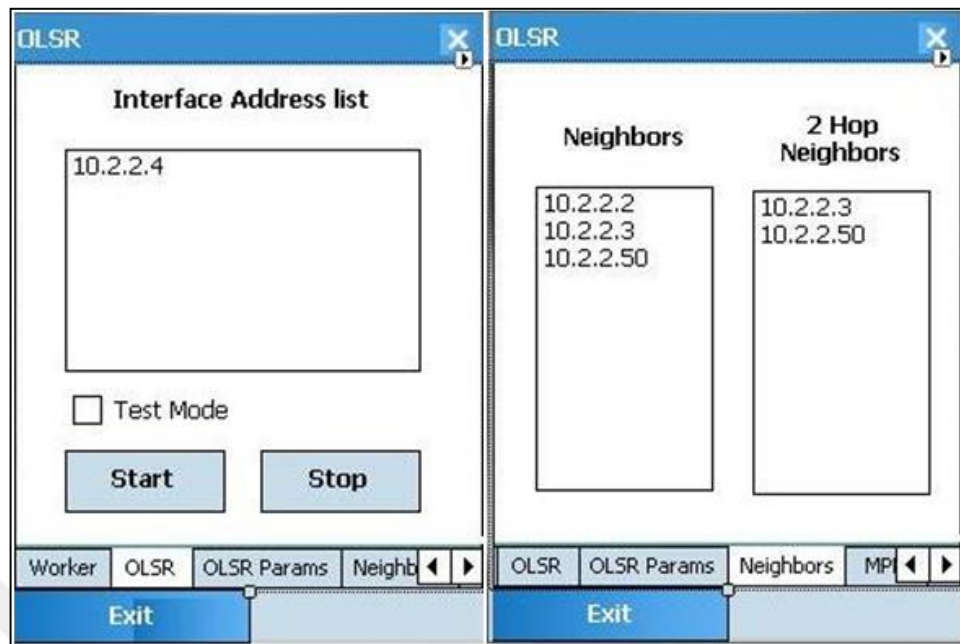 OLSR
Interface Address list
10.2.2.4
Test Mode
Start Stop
Worker OLSR OLSR Params Neighb
Exit
OLSR
Neighbors
2 Hop
Neighbors
10.2.2.2
10.2.2.3
10.2.2.50
10.2.2.3
10.2.2.50
OLSR OLSR Params Neighbors MPI
Exit